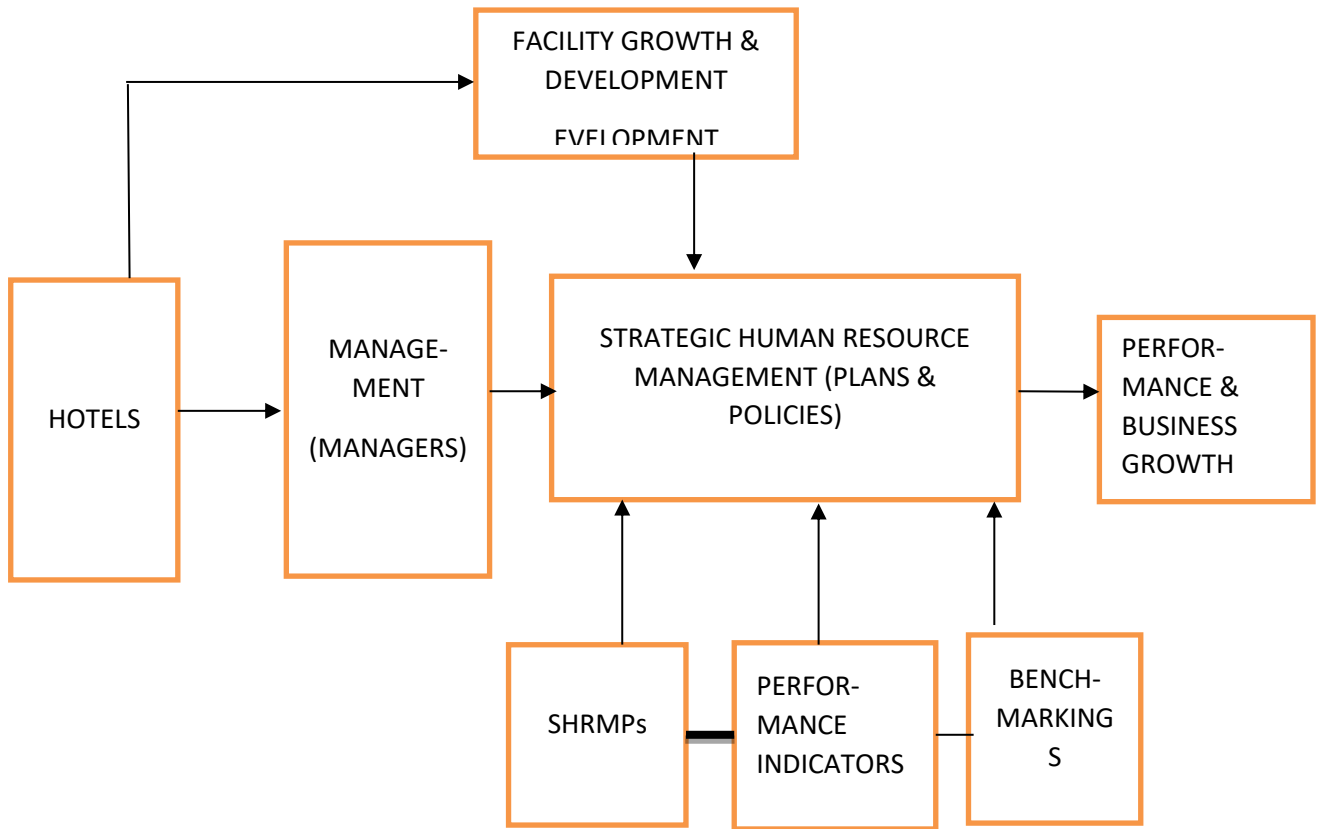 FACILITY GROWTH &
DEVELOPMENT
EVELOPMENT
HOTELS
MANAGE-
MENT
(MANAGERS)
STRATEGIC HUMAN RESOURCE
MANAGEMENT (PLANS &
POLICIES)
PERFOR-
MANCE &
BUSINESS
GROWTH
SHRMPs
PERFOR-
MANCE
INDICATORS
BENCH-
MARKING
S